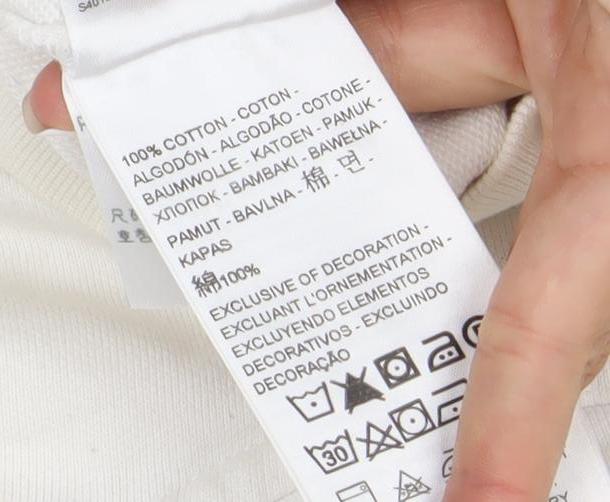 100% COTTON - COTON -
ALGODÓN - ALGODÃO - COTONE -
BAUMWOLLE - KATOEN - PAMUK -
ХЛОПОК - BAMBAKI - BAWEŁNA -
PAMUT - BAVLNA - 棉 - 면 -
KAPAS
綿100%
EXCLUSIVE OF DECORATION -
EXCLUANT L'ORNEMENTATION -
EXCLUYENDO ELEMENTOS
DECORATIVOS - EXCLUINDO
DECORAÇÃO
30